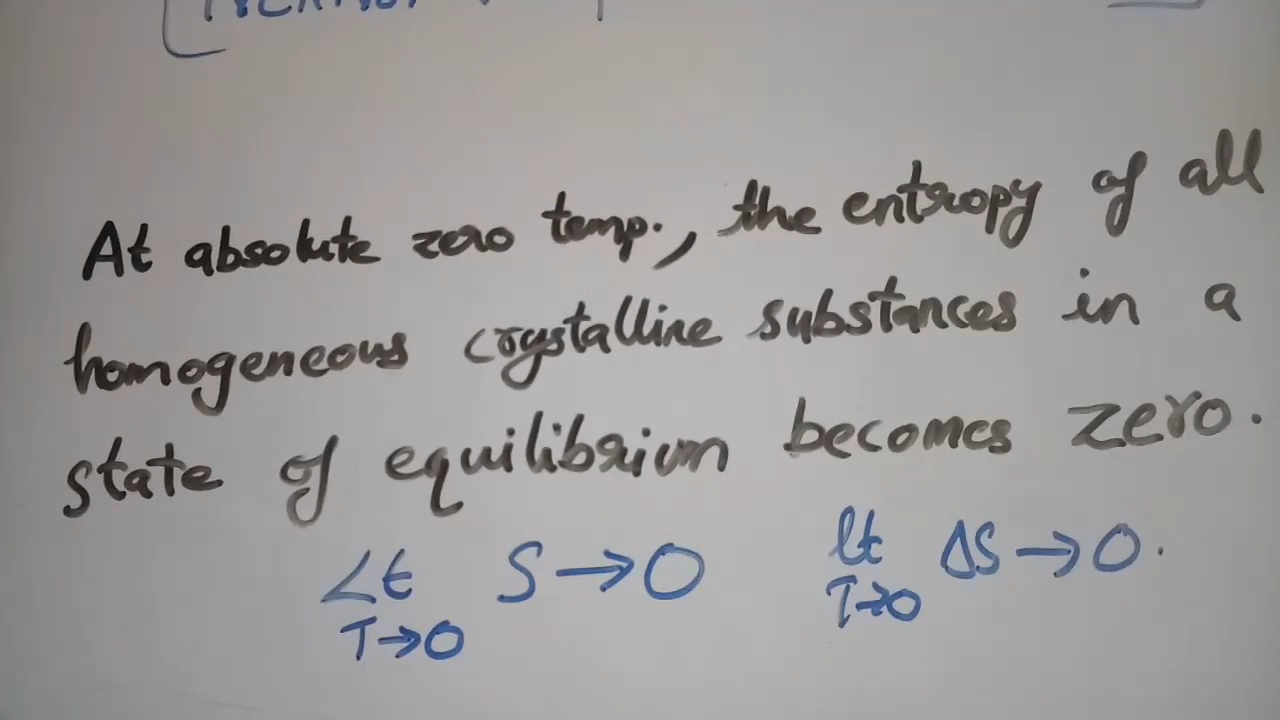 At absolute zero temp., the entropy of all
homogeneous crystalline substances in a
state of equilibrium becomes zero.
Lt S→0 lt ΔS→0.
T→0 T→0